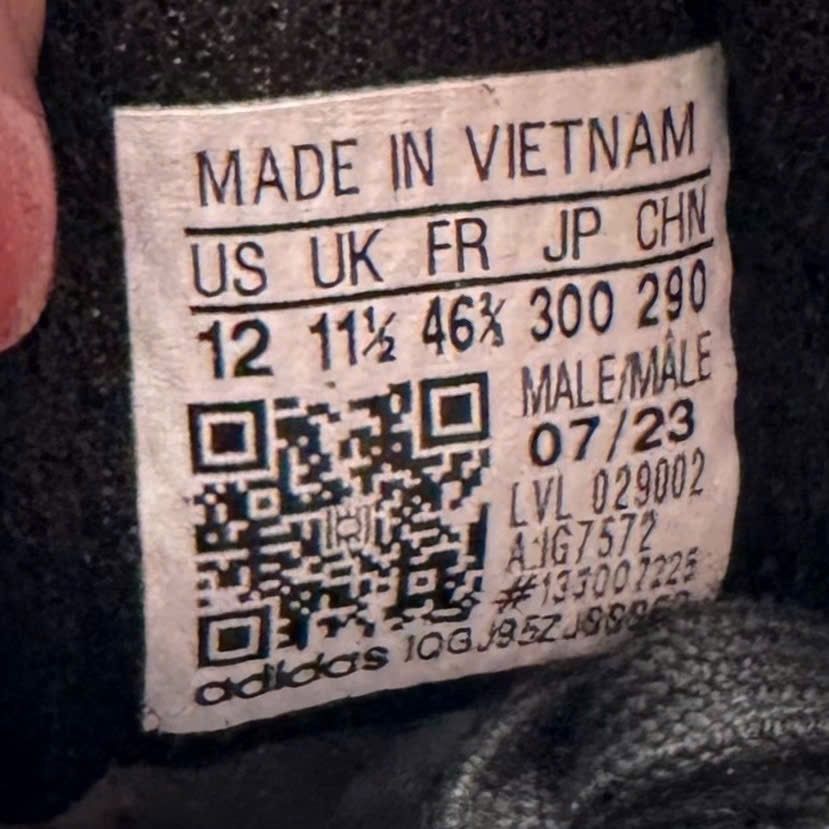 MADE IN VIETNAM
US UK FR JP CHN
12 11½ 46⅔ 300 290
MALE/MÂLE
07/23
LVL 029002
A:IG7572
#133007225
adidas